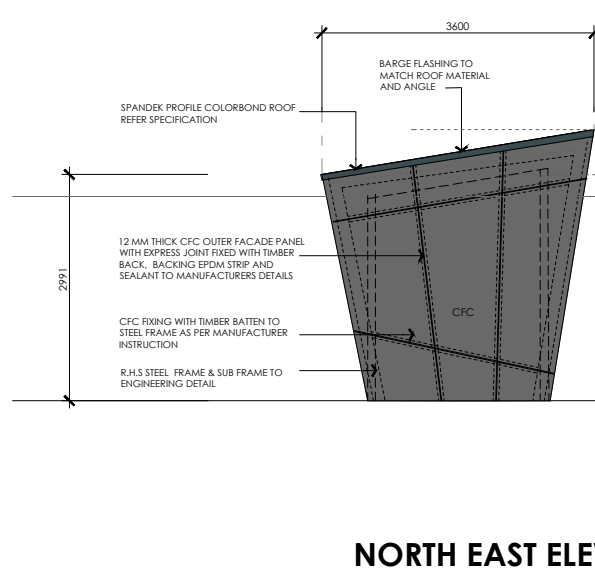 3600
BARGE FLASHING TO
MATCH ROOF MATERIAL
AND ANGLE
SPANDEK PROFILE COLORBOND ROOF
REFER SPECIFICATION
12 MM THICK CFC OUTER FACADE PANEL
WITH EXPRESS JOINT FIXED WITH TIMBER
BACK, BACKING EPDM STRIP AND
SEALANT TO MANUFACTURERS DETAILS
2991
CFC
CFC FIXING WITH TIMBER BATTEN TO
STEEL FRAME AS PER MANUFACTURER
INSTRUCTION
R.H.S STEEL FRAME & SUB FRAME TO
ENGINEERING DETAIL
NORTH EAST ELE